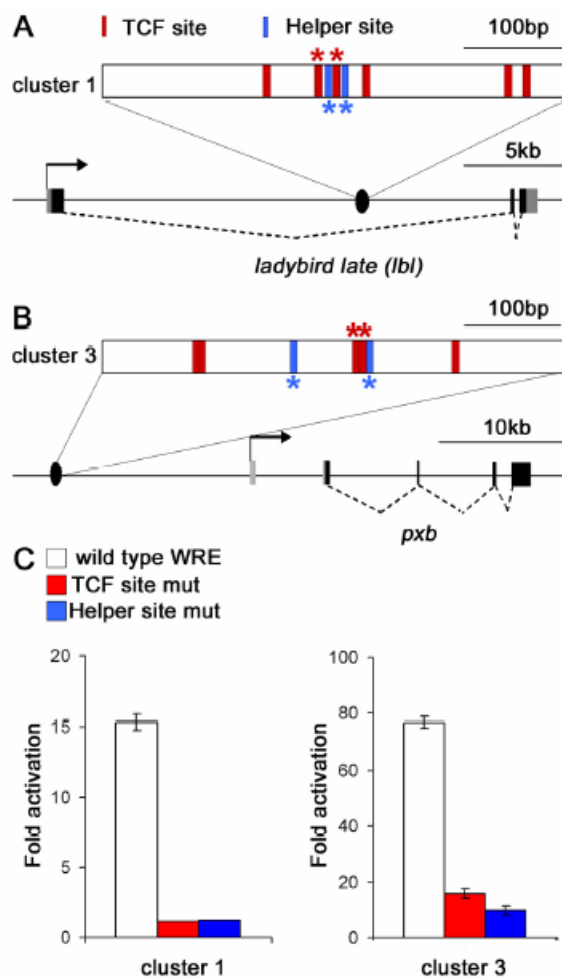 A
TCF site
Helper site
100bp
* *
cluster 1
* *
5kb
ladybird late (lbl)
B
100bp
**
cluster 3
* *
10kb
pxb
C
wild type WRE
TCF site mut
Helper site mut
20
15
10
5
0
Fold activation
cluster 1
100
80
60
40
20
0
Fold activation
cluster 3